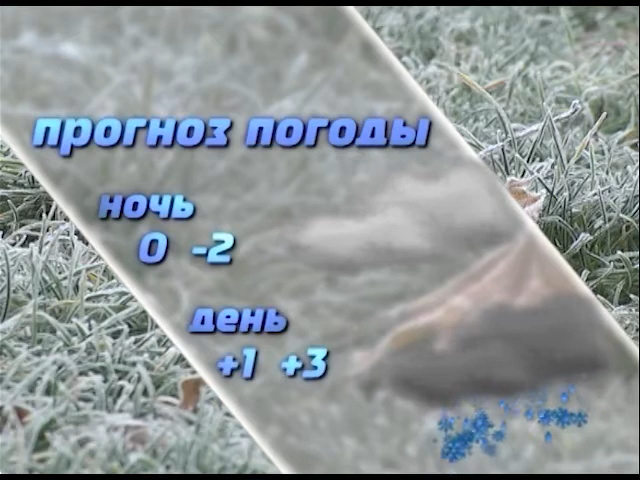 прогноз погоды
ночь
0 -2
день
+1 +3